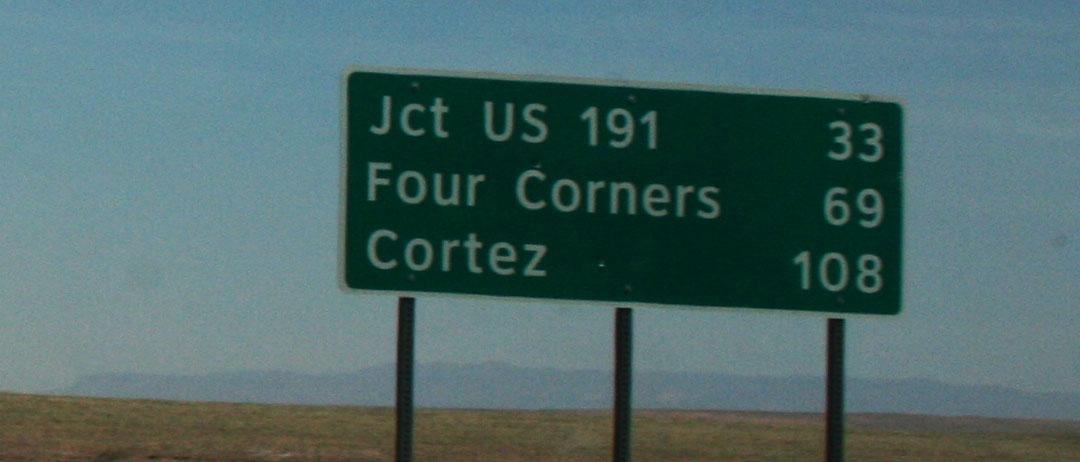 Jct US 191 33
Four Corners 69
Cortez 108